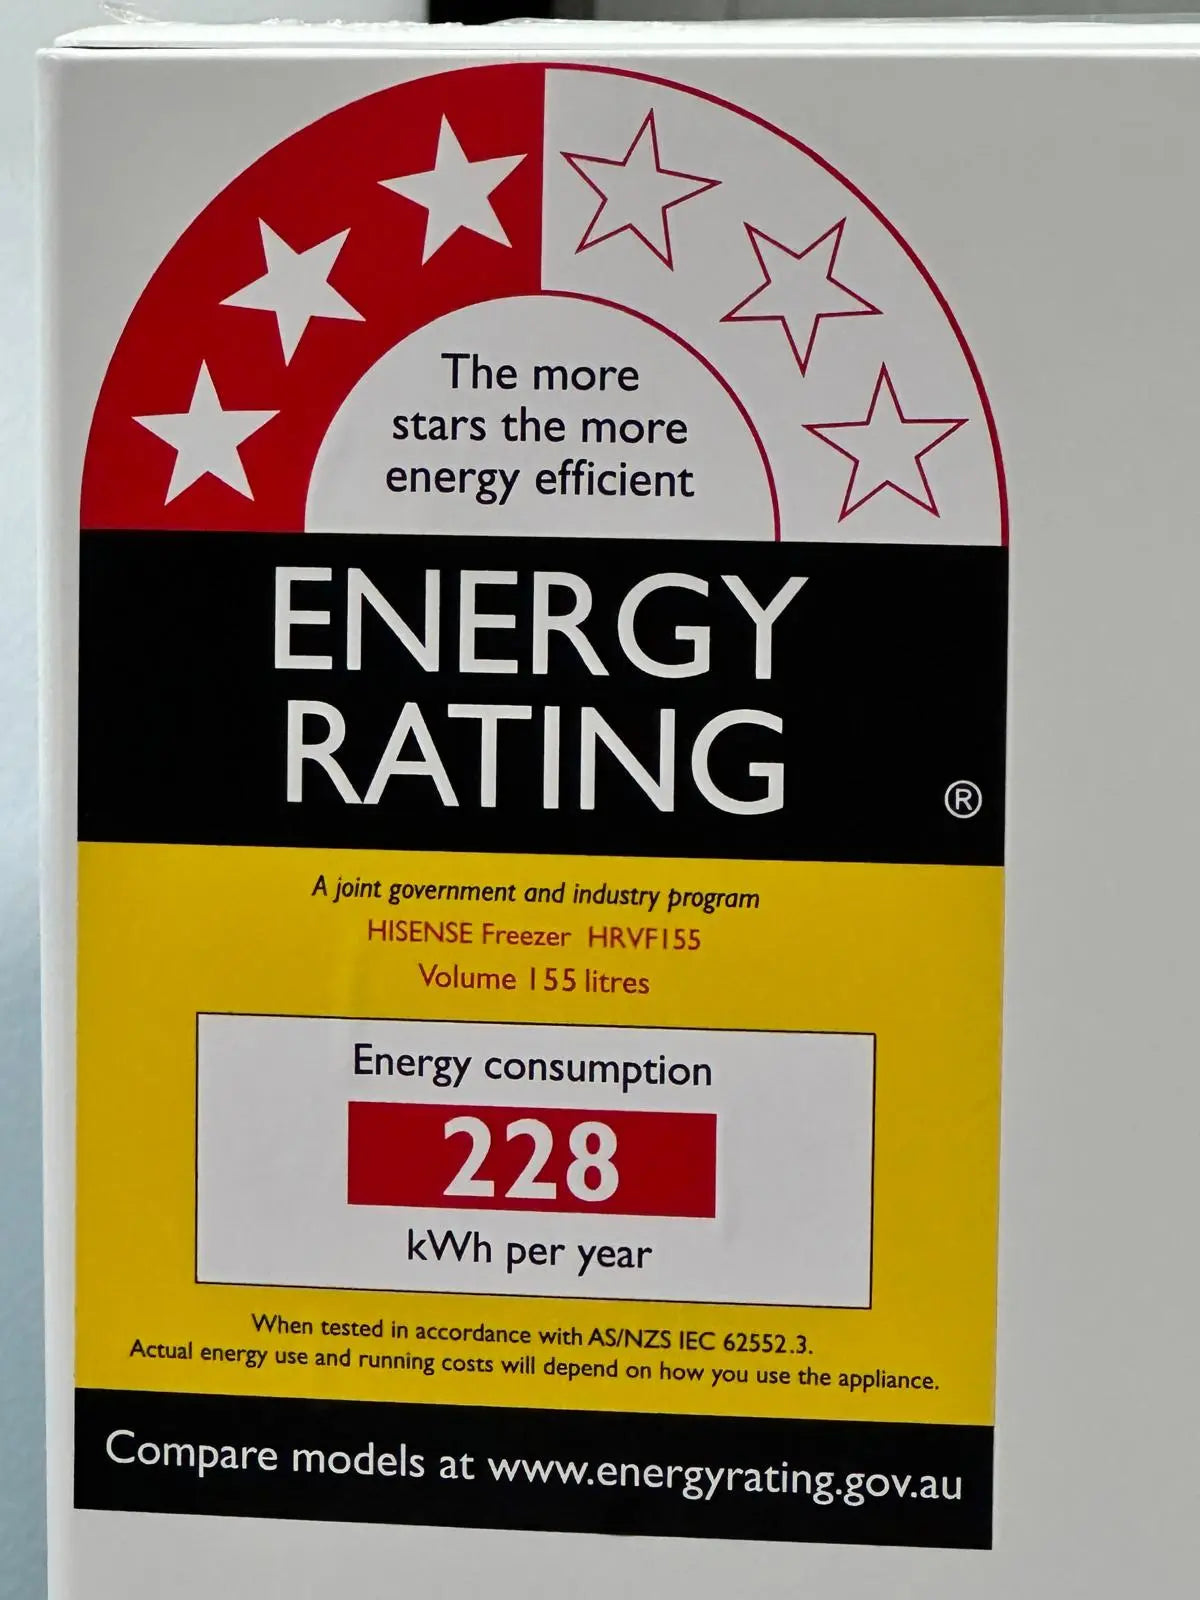 The more
stars the more
energy efficient
ENERGY
RATING
®
A joint government and industry program
HISENSE Freezer HRVF155
Volume 155 litres
Energy consumption
228
kWh per year
When tested in accordance with AS/NZS IEC 62552.3.
Actual energy use and running costs will depend on how you use the appliance.
Compare models at www.energyrating.gov.au